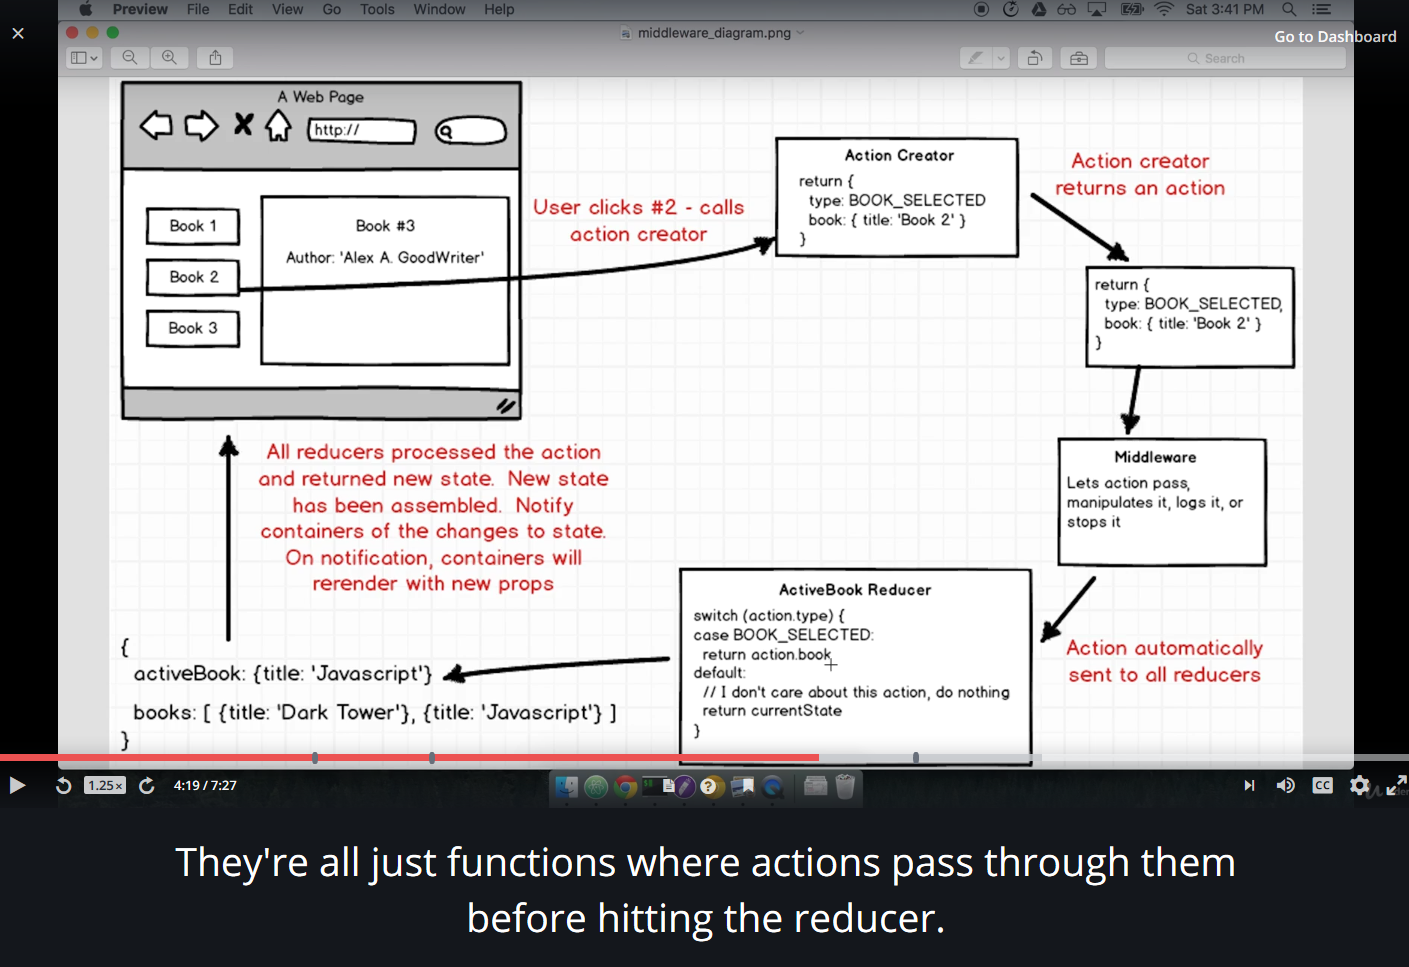 Preview File Edit View Go Tools Window Help
Sat 3:41 PM
middleware_diagram.png
Go to Dashboard
Search
A Web Page
http://
Book 1
Book 2
Book 3
Book #3
Author: 'Alex A. GoodWriter'
User clicks #2 - calls
action creator
Action Creator
return {
type: BOOK_SELECTED
book: { title: 'Book 2' }
}
Action creator
returns an action
return {
type: BOOK_SELECTED,
book: { title: 'Book 2' }
}
Middleware
Lets action pass,
manipulates it, logs it, or
stops it
Action automatically
sent to all reducers
ActiveBook Reducer
switch (action.type) {
case BOOK_SELECTED:
return action.book
default:
// I don't care about this action, do nothing
return currentState
}
All reducers processed the action
and returned new state. New state
has been assembled. Notify
containers of the changes to state.
On notification, containers will
rerender with new props
{
activeBook: {title: 'Javascript'}
books: [ {title: 'Dark Tower'}, {title: 'Javascript'} ]
}
1.25x
4:19 / 7:27
CC
They're all just functions where actions pass through them
before hitting the reducer.